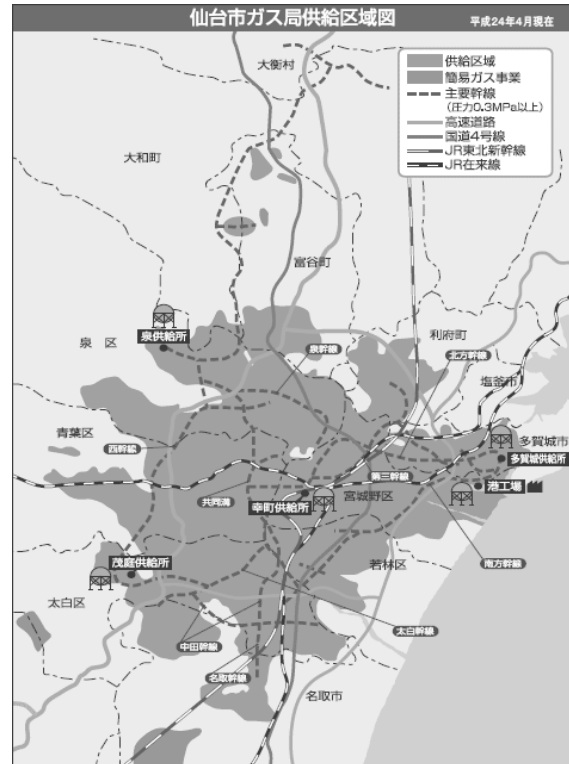 仙台市ガス局供給区域図
平成24年4月現在
供給区域
簡易ガス事業
主要幹線
(圧力0.3MPa以上)
高速道路
国道4号線
JR東北新幹線
JR在来線
大衡村
大和町
富谷町
泉供給所
泉 区
泉幹線
利府町
北方幹線
塩釜市
青葉区
西幹線
多賀城市
多賀城供給所
第三幹線
共同溝
宮城野区
港工場
幸町供給所
茂庭供給所
若林区
南方幹線
太白区
太白幹線
中田幹線
名取幹線
名取市